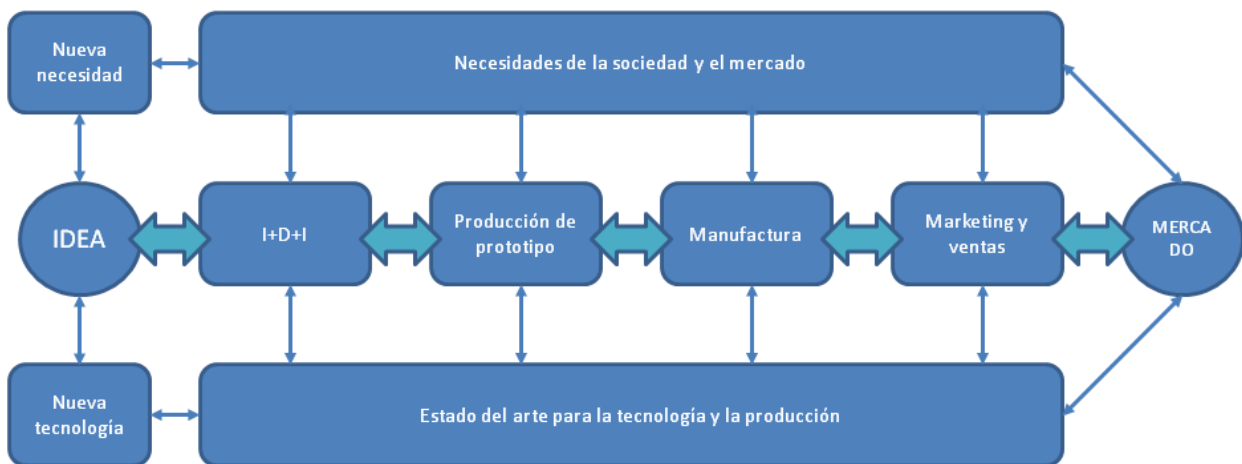 Nueva
necesidad
Necesidades de la sociedad y el mercado
IDEA
I+D+I
Producción de
prototipo
Manufactura
Marketing y
ventas
MERCA
DO
Nueva
tecnología
Estado del arte para la tecnología y la producción